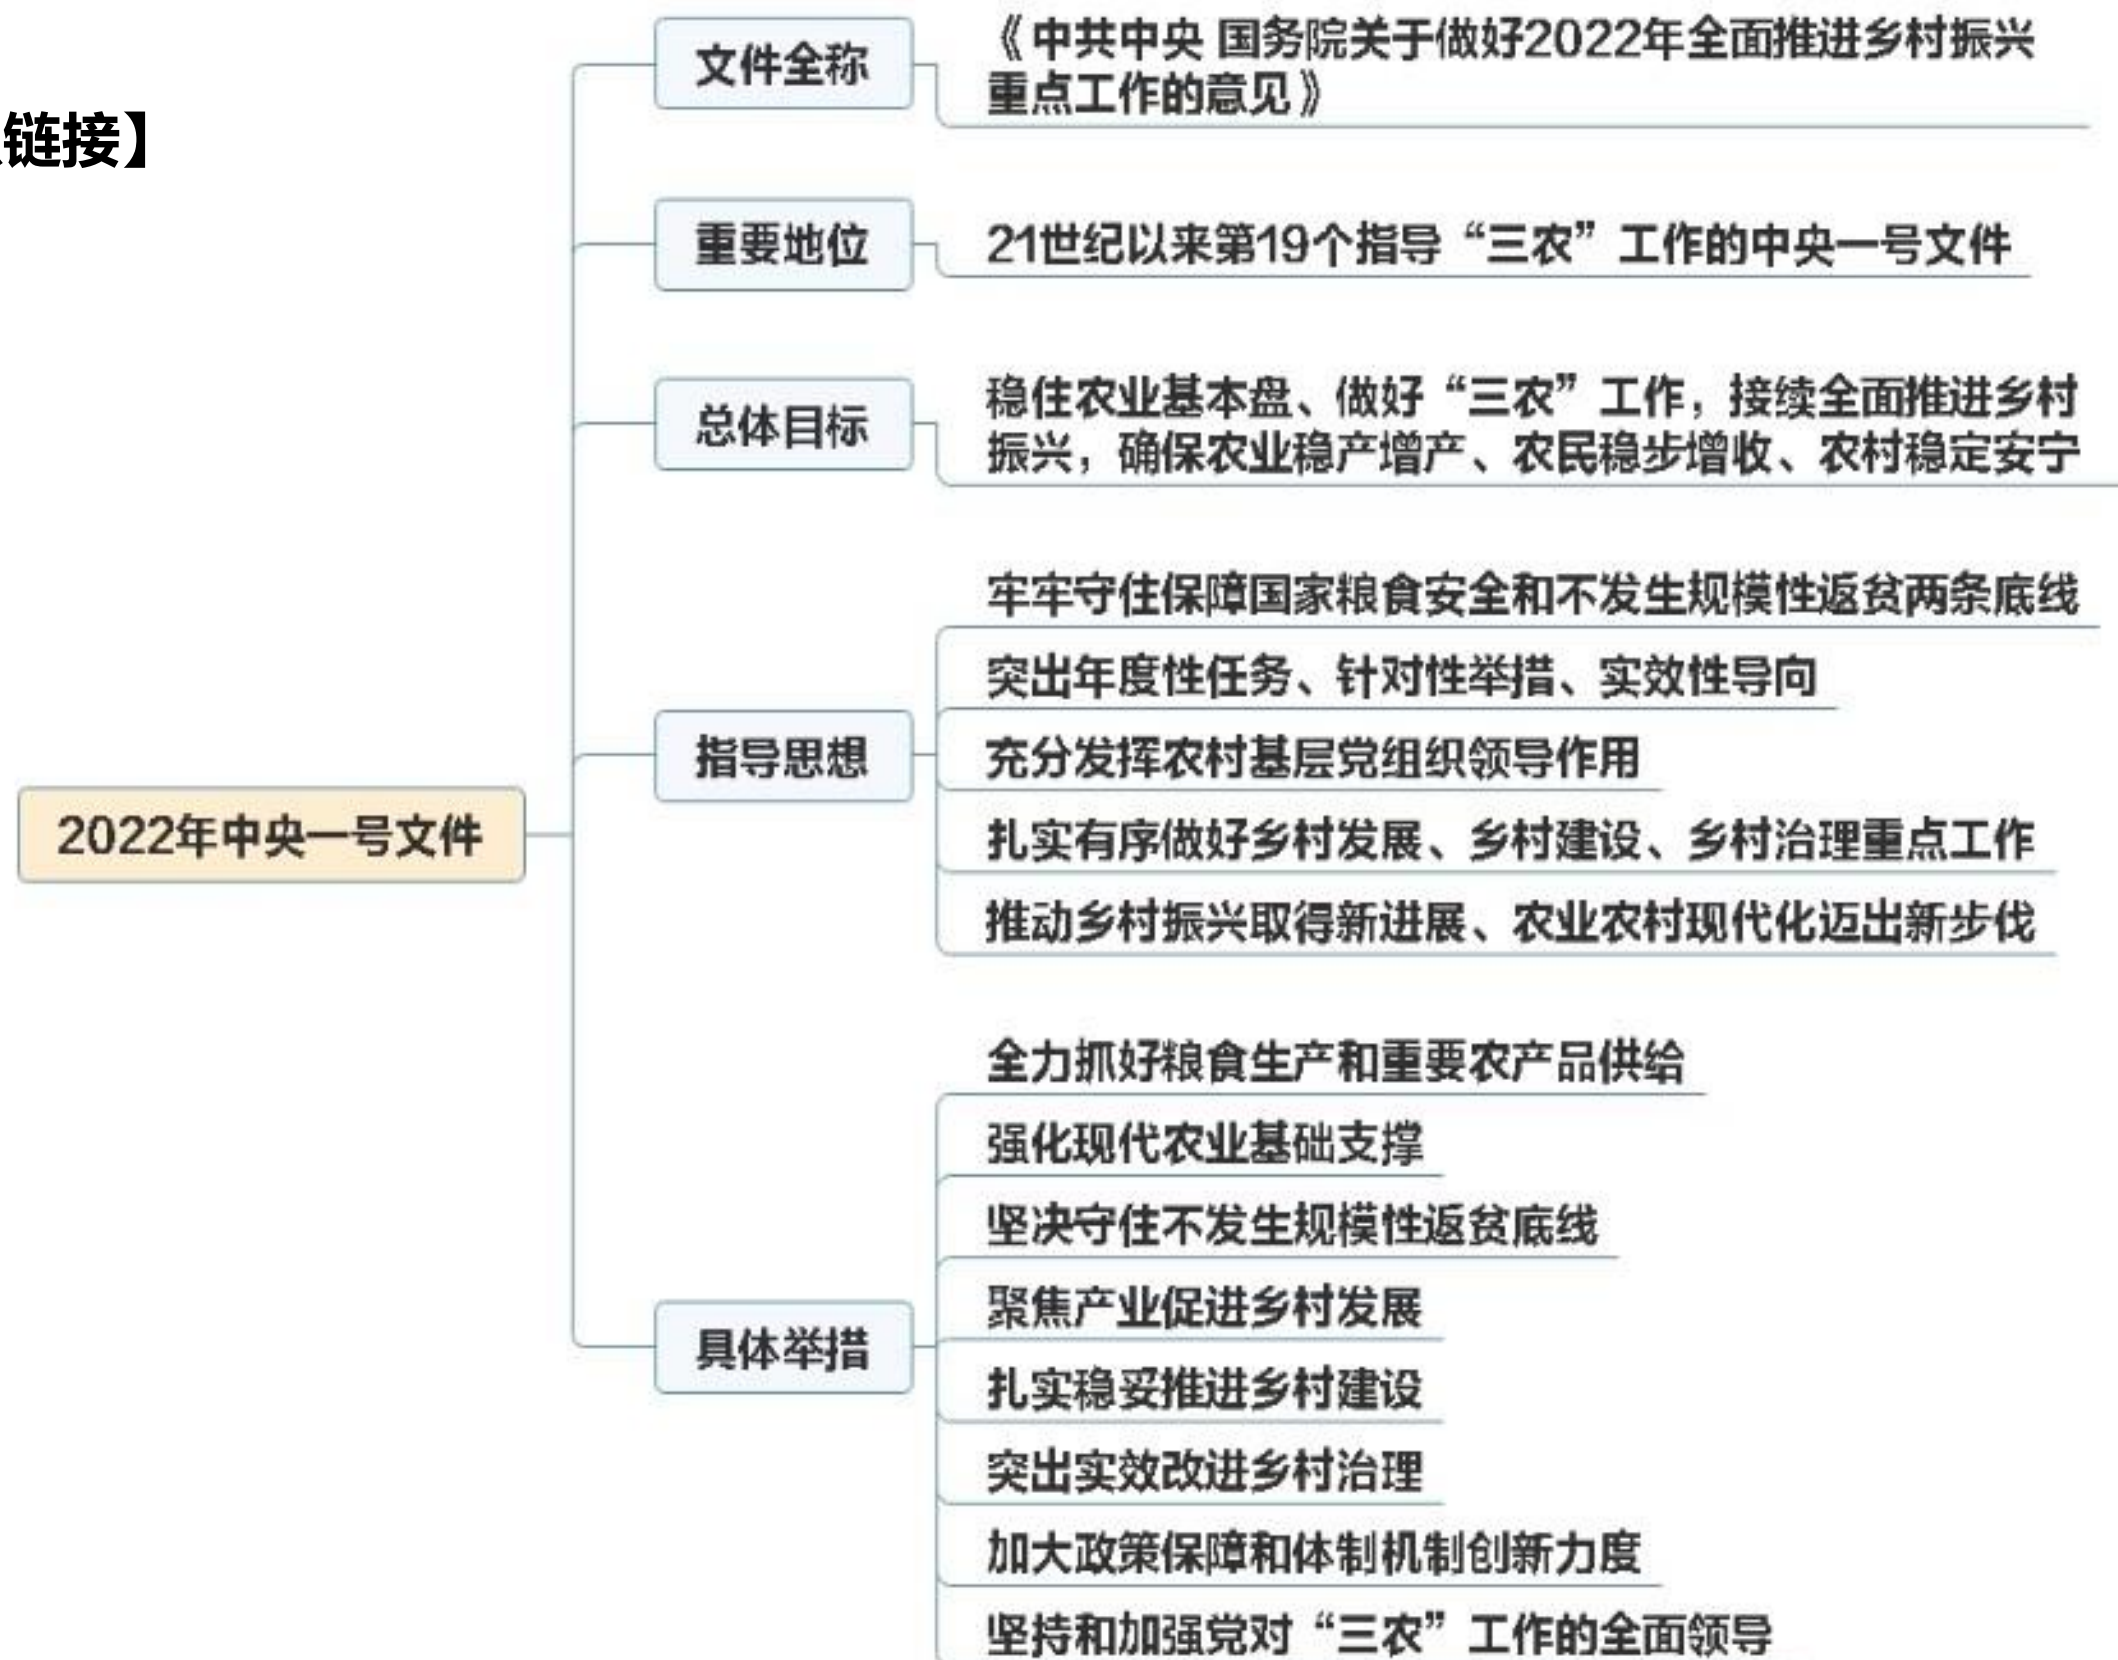 链接】
文件全称
《中共中央 国务院关于做好2022年全面推进乡村振兴
重点工作的意见》
重要地位
21世纪以来第19个指导“三农”工作的中央一号文件
总体目标
稳住农业基本盘、做好“三农”工作，接续全面推进乡村
振兴，确保农业稳产增产、农民稳步增收、农村稳定安宁
2022年中央一号文件
指导思想
牢牢守住保障国家粮食安全和不发生规模性返贫两条底线
突出年度性任务、针对性举措、实效性导向
充分发挥农村基层党组织领导作用
扎实有序做好乡村发展、乡村建设、乡村治理重点工作
推动乡村振兴取得新进展、农业农村现代化迈出新步伐
具体举措
全力抓好粮食生产和重要农产品供给
强化现代农业基础支撑
坚决守住不发生规模性返贫底线
聚焦产业促进乡村发展
扎实稳妥推进乡村建设
突出实效改进乡村治理
加大政策保障和体制机制创新力度
坚持和加强党对“三农”工作的全面领导